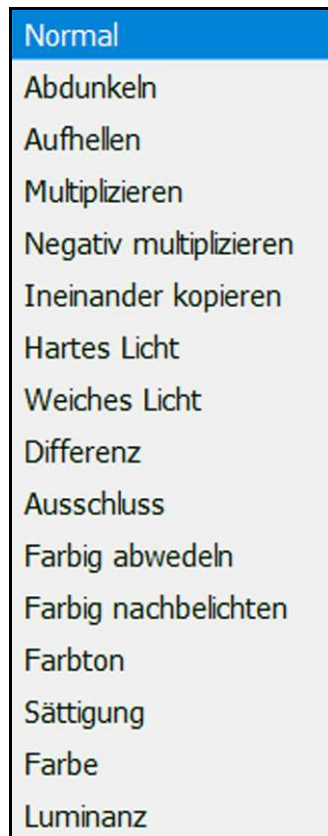 Normal
Abdunkeln
Aufhellen
Multiplizieren
Negativ multiplizieren
Ineinander kopieren
Hartes Licht
Weiches Licht
Differenz
Ausschluss
Farbig abwedeln
Farbig nachbelichten
Farbton
Sättigung
Farbe
Luminanz